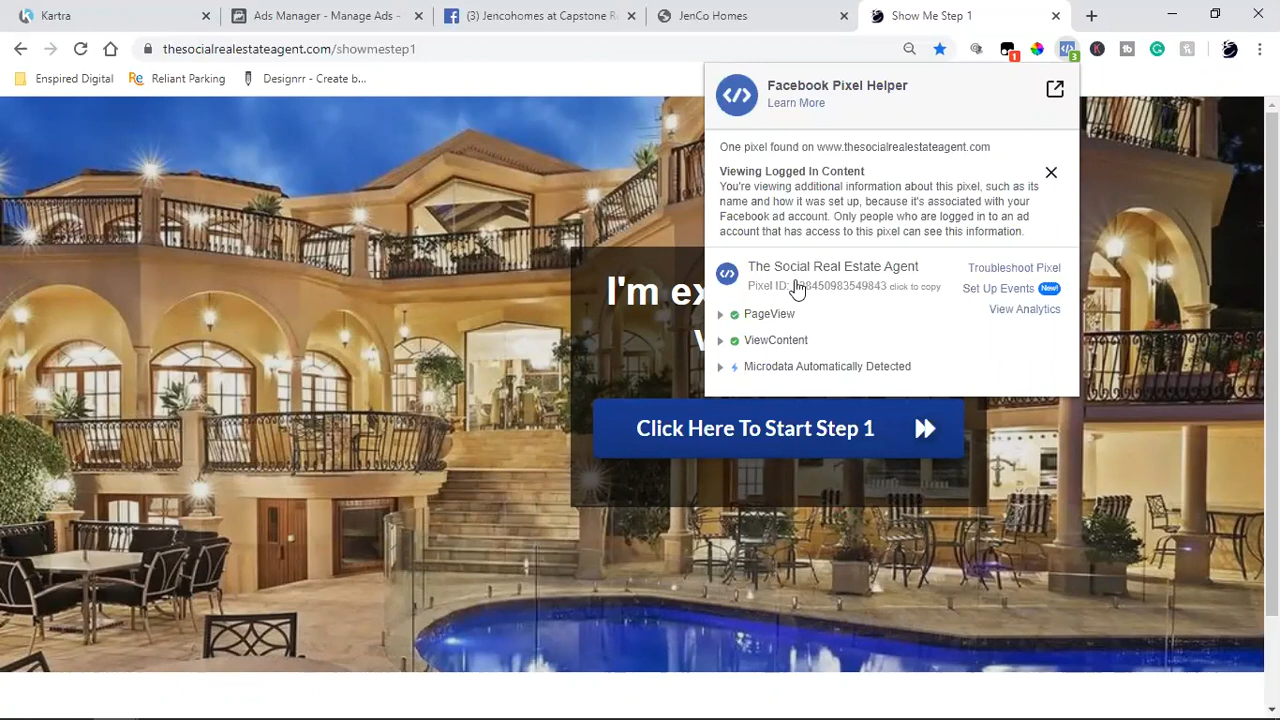 Kartra
Ads Manager - Manage Ads -
(3) Jencohomes at Capstone R
JenCo Homes
Show Me Step 1
thesocialrealestateagent.com/showmestep1
1
3
Enspired Digital
Reliant Parking
Designrr - Create b...
Facebook Pixel Helper
Learn More
One pixel found on www.thesocialrealestateagent.com
Viewing Logged In Content
You're viewing additional information about this pixel, such as its
name and how it was set up, because it's associated with your
Facebook ad account. Only people who are logged in to an ad
account that has access to this pixel can see this information.
The Social Real Estate Agent
Troubleshoot Pixel
Pixel ID: click to copy
Set Up Events New!
View Analytics
PageView
ViewContent
Microdata Automatically Detected
I'm
Click Here To Start Step 1